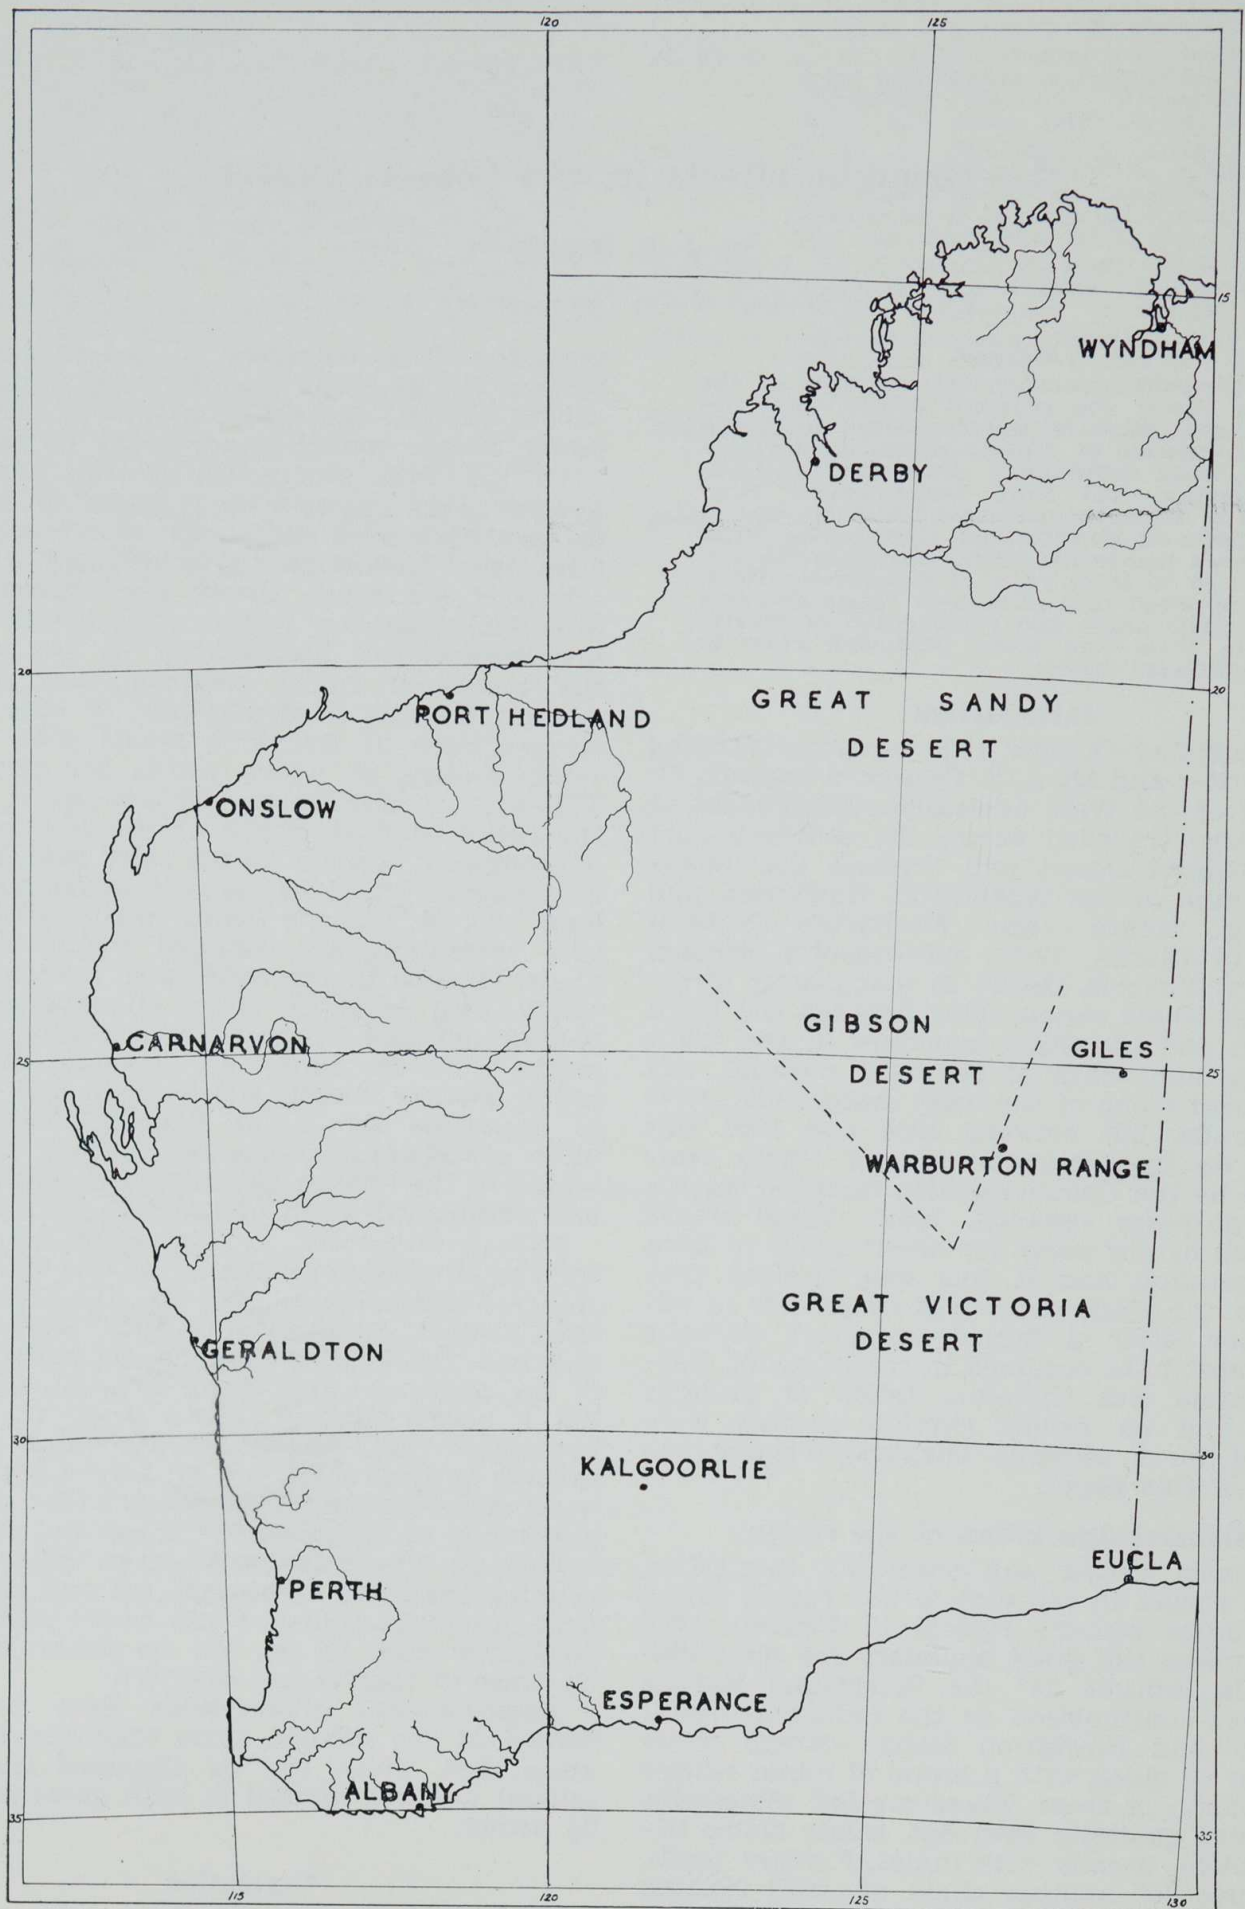 120 125
15
WYNDHAM
DERBY
20 20
GREAT SANDY
DESERT
PORT HEDLAND
ONSLOW
GIBSON
DESERT
CARNARVON
GILES
25 25
WARBURTON RANGE
GREAT VICTORIA
DESERT
GERALDTON
30 30
KALGOORLIE
EUCLA
PERTH
ESPERANCE
ALBANY
35 35
115 120 125 130